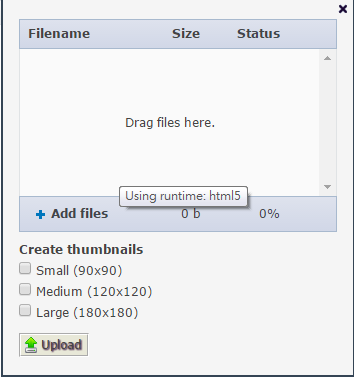 Filename Size Status
Drag files here.
Using runtime: html5
Add files 0 b 0%
Create thumbnails
Small (90x90)
Medium (120x120)
Large (180x180)
Upload